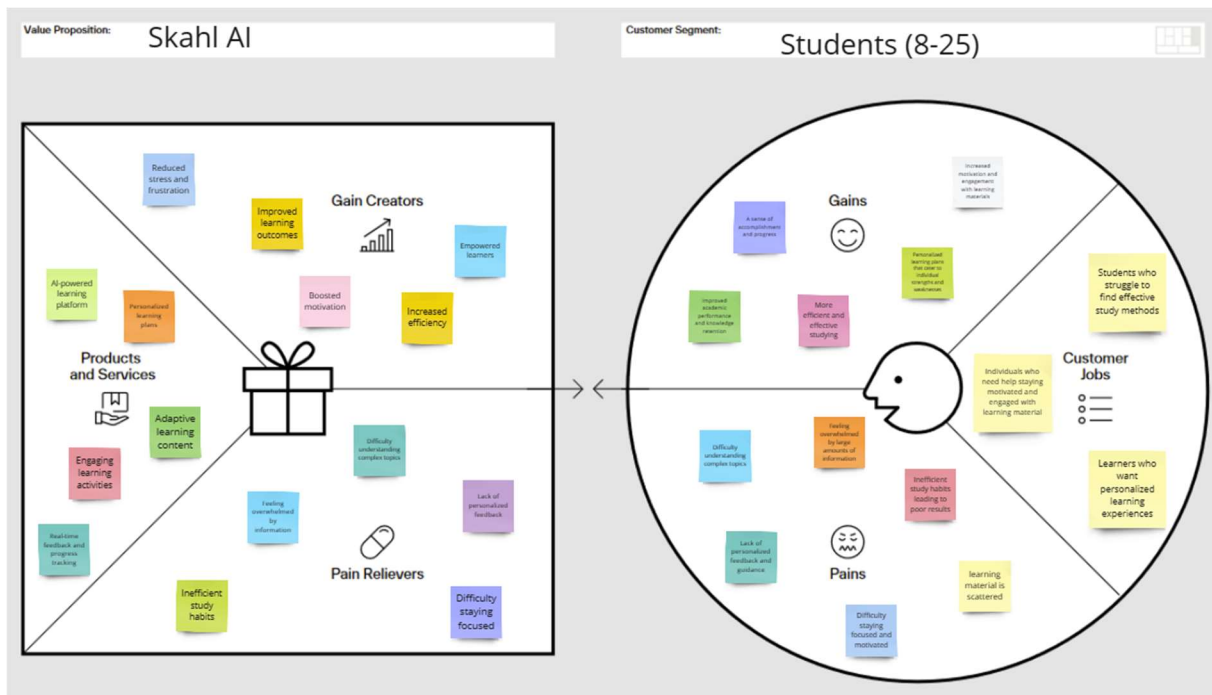 Value Proposition:
Skahl AI
Customer Segment:
Students (8-25)
Reduced
stress and
frustration
Improved
learning
outcomes
Gain Creators
Empowered
learners
AI-powered
learning
platform
Personalized
learning
plans
Boosted
motivation
Increased
efficiency
Products
and Services
Adaptive
learning
content
Engaging
learning
activities
Real-time
feedback and
progress
tracking
Difficulty
understanding
complex topics
Feeling
overwhelmed
by
information
Lack of
personalized
feedback
Pain Relievers
Inefficient
study
habits
Difficulty
staying
focused
Increased
motivation and
engagement
with learning
materials
Gains
A sense of
accomplishment
and progress
Personalized
learning plans
that cater to
individual
strengths and
weaknesses
Improved
academic
performance
and knowledge
retention
More
efficient and
effective
studying
Students who
struggle to
find effective
study methods
Customer
Jobs
Individuals who
need help staying
motivated and
engaged with
learning material
Learners who
want
personalized
learning
experiences
Feeling
overwhelmed
by large
amounts of
information
Difficulty
understanding
complex topics
Inefficient
study habits
leading to
poor results
Lack of
personalized
feedback and
guidance
Pains
learning
material is
scattered
Difficulty
staying
focused and
motivated